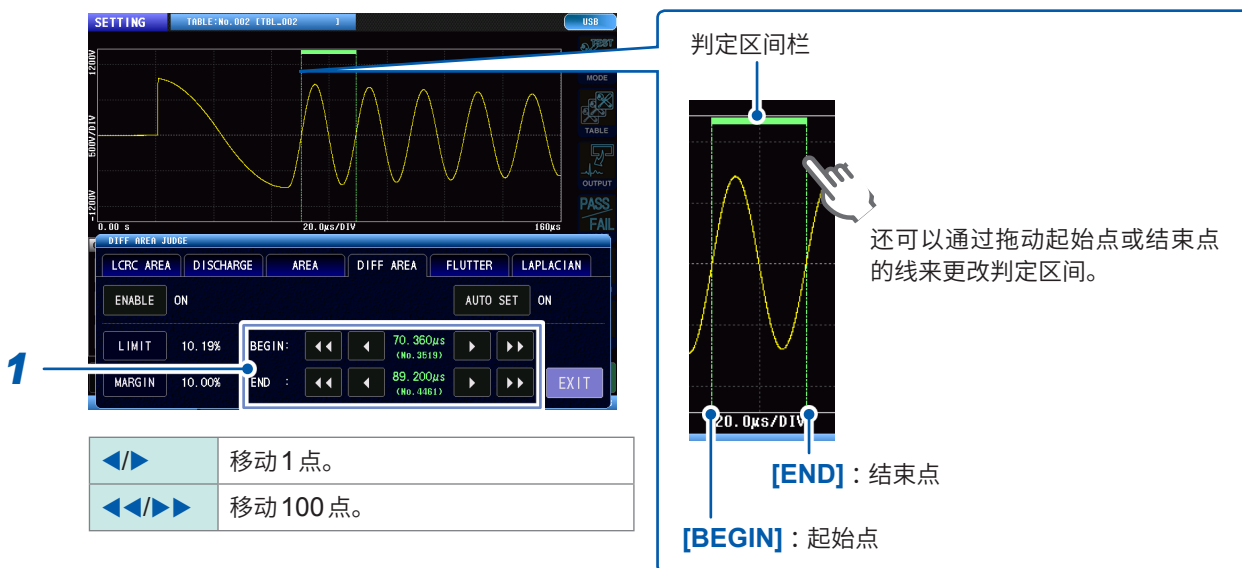 SETTING TABLE:No.002 [TBL_002 ] USB
1200V
600V/DIV
-1200V
TEST
MODE
TABLE
OUTPUT
PASS
FAIL
0.00 s 20.0μs/DIV 160μs
DIFF AREA JUDGE
LCRC AREA DISCHARGE AREA DIFF AREA FLUTTER LAPLACIAN
ENABLE ON AUTO SET ON
LIMIT 10.19% BEGIN: 70.360μs
(No.3519)
MARGIN 10.00% END : 89.200μs
(No.4461)
EXIT
1
◀/▶ 移动1点。
◀◀/▶▶ 移动100点。
判定区间栏
还可以通过拖动起始点或结束点
的线来更改判定区间。
20.0μs/DIV
[END]：结束点
[BEGIN]：起始点